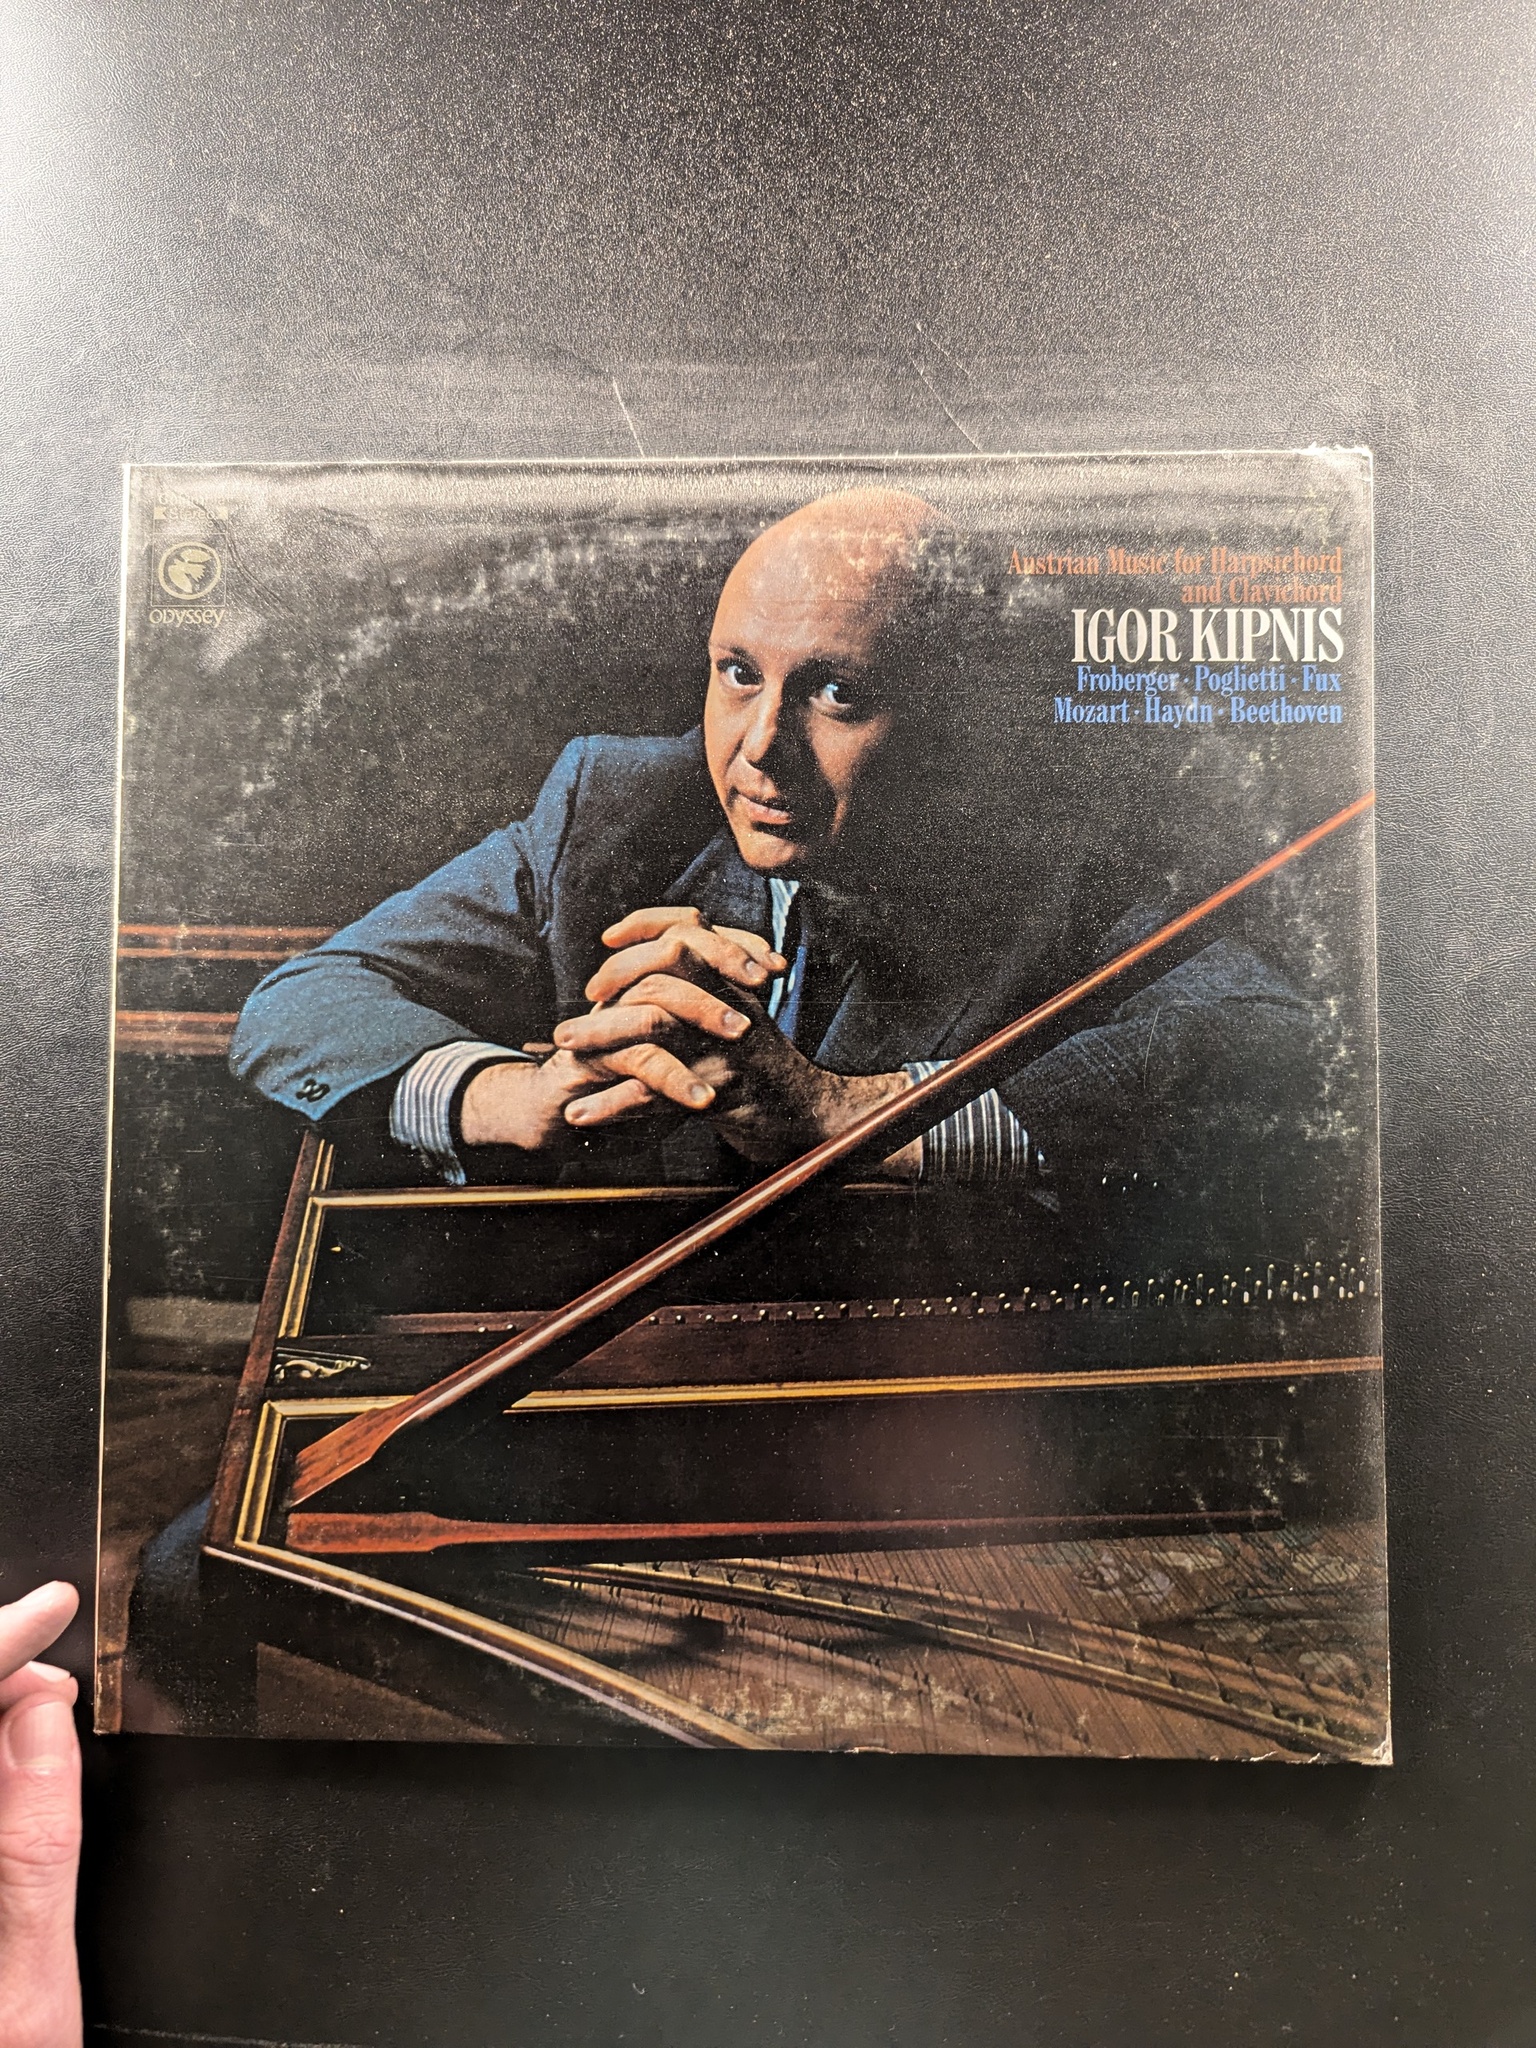 ODYSSEY
Austrian Music for Harpsichord
and Clavichord
IGOR KIPNIS
Froberger · Poglietti · Fux
Mozart · Haydn · Beethoven